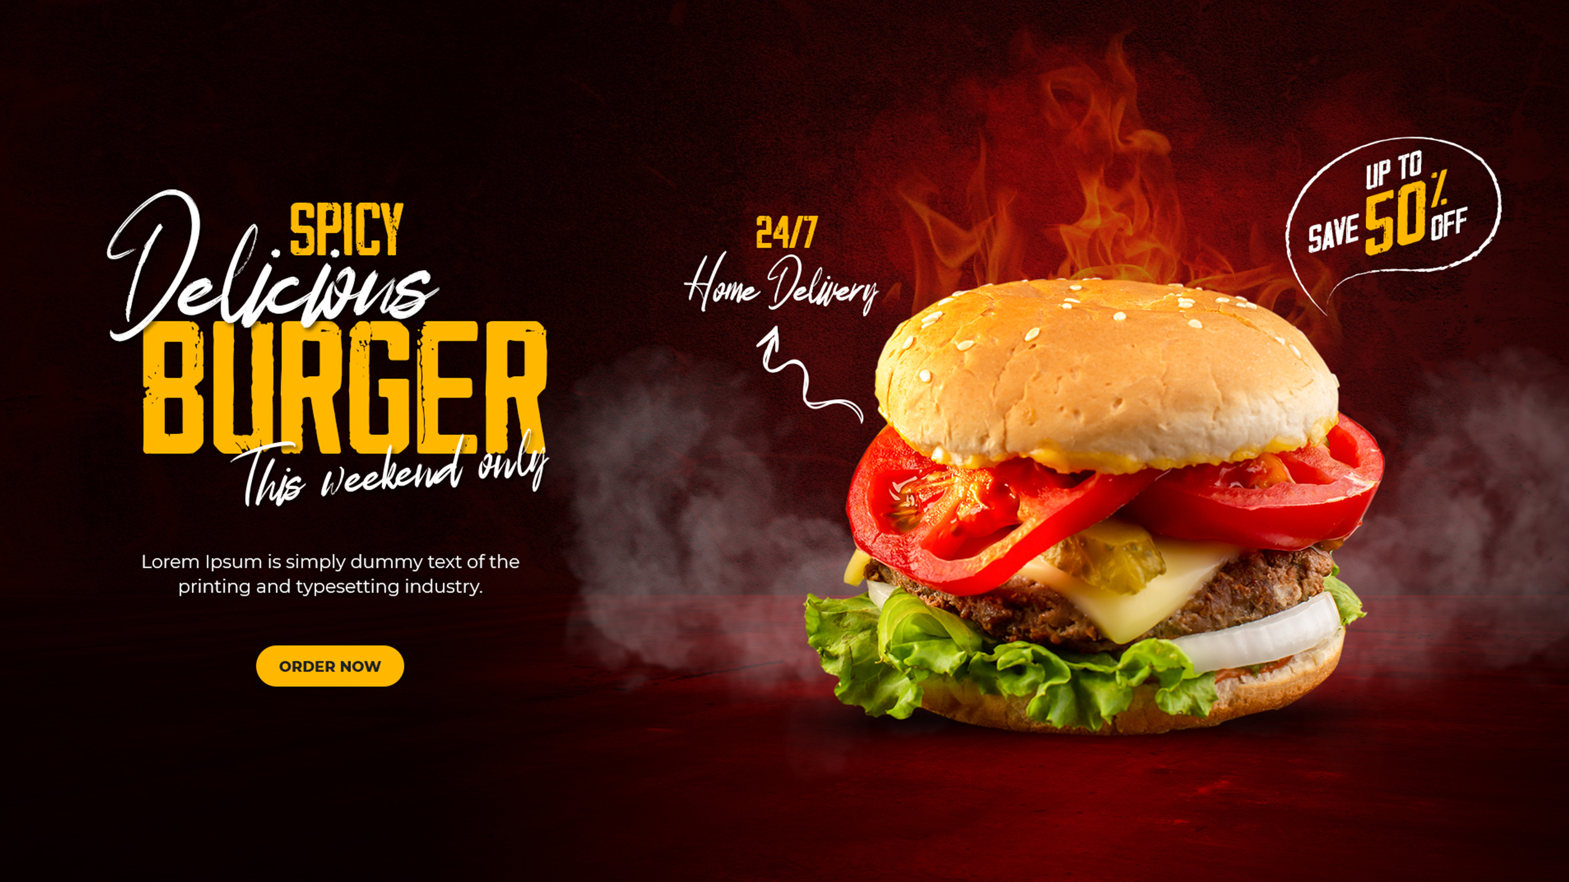 SPICY
Delicious
BURGER
This weekend only
Lorem Ipsum is simply dummy text of the
printing and typesetting industry.
ORDER NOW
24/7
Home Delivery
UP TO
SAVE 50% OFF